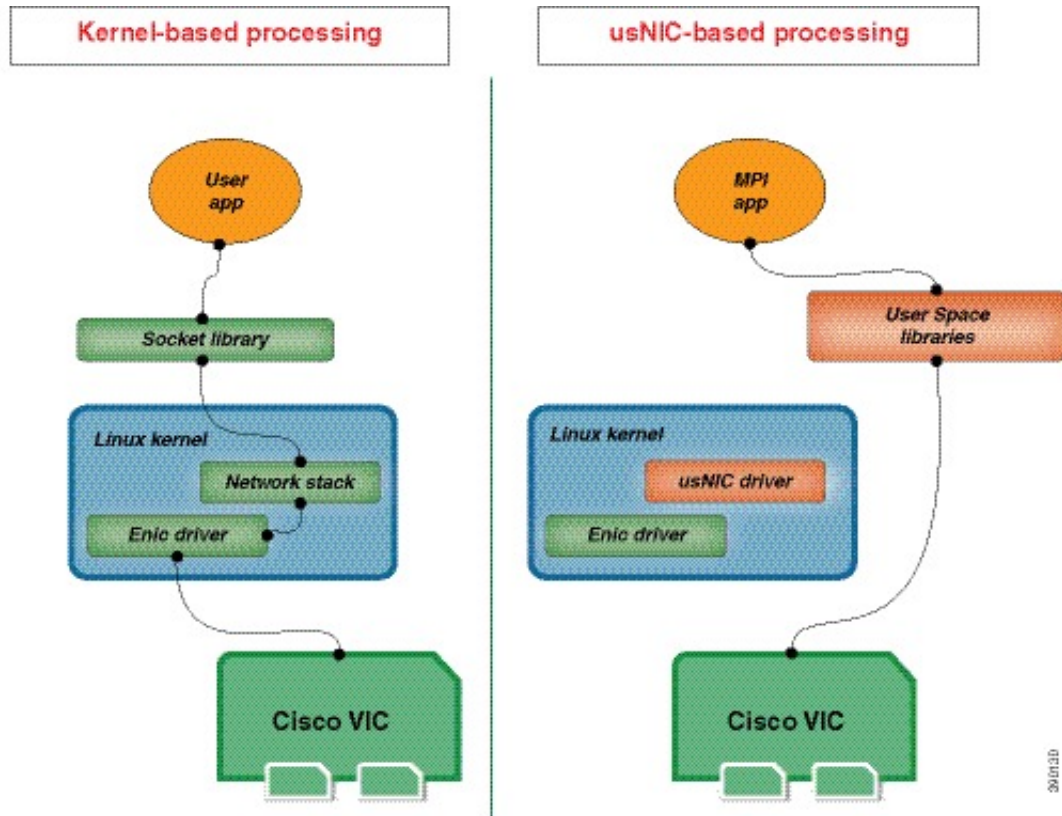 Kernel-based processing
usNIC-based processing
User
app
Socket library
Linux kernel
Network stack
Enic driver
Cisco VIC
MPI
app
User Space
libraries
Linux kernel
usNIC driver
Enic driver
Cisco VIC